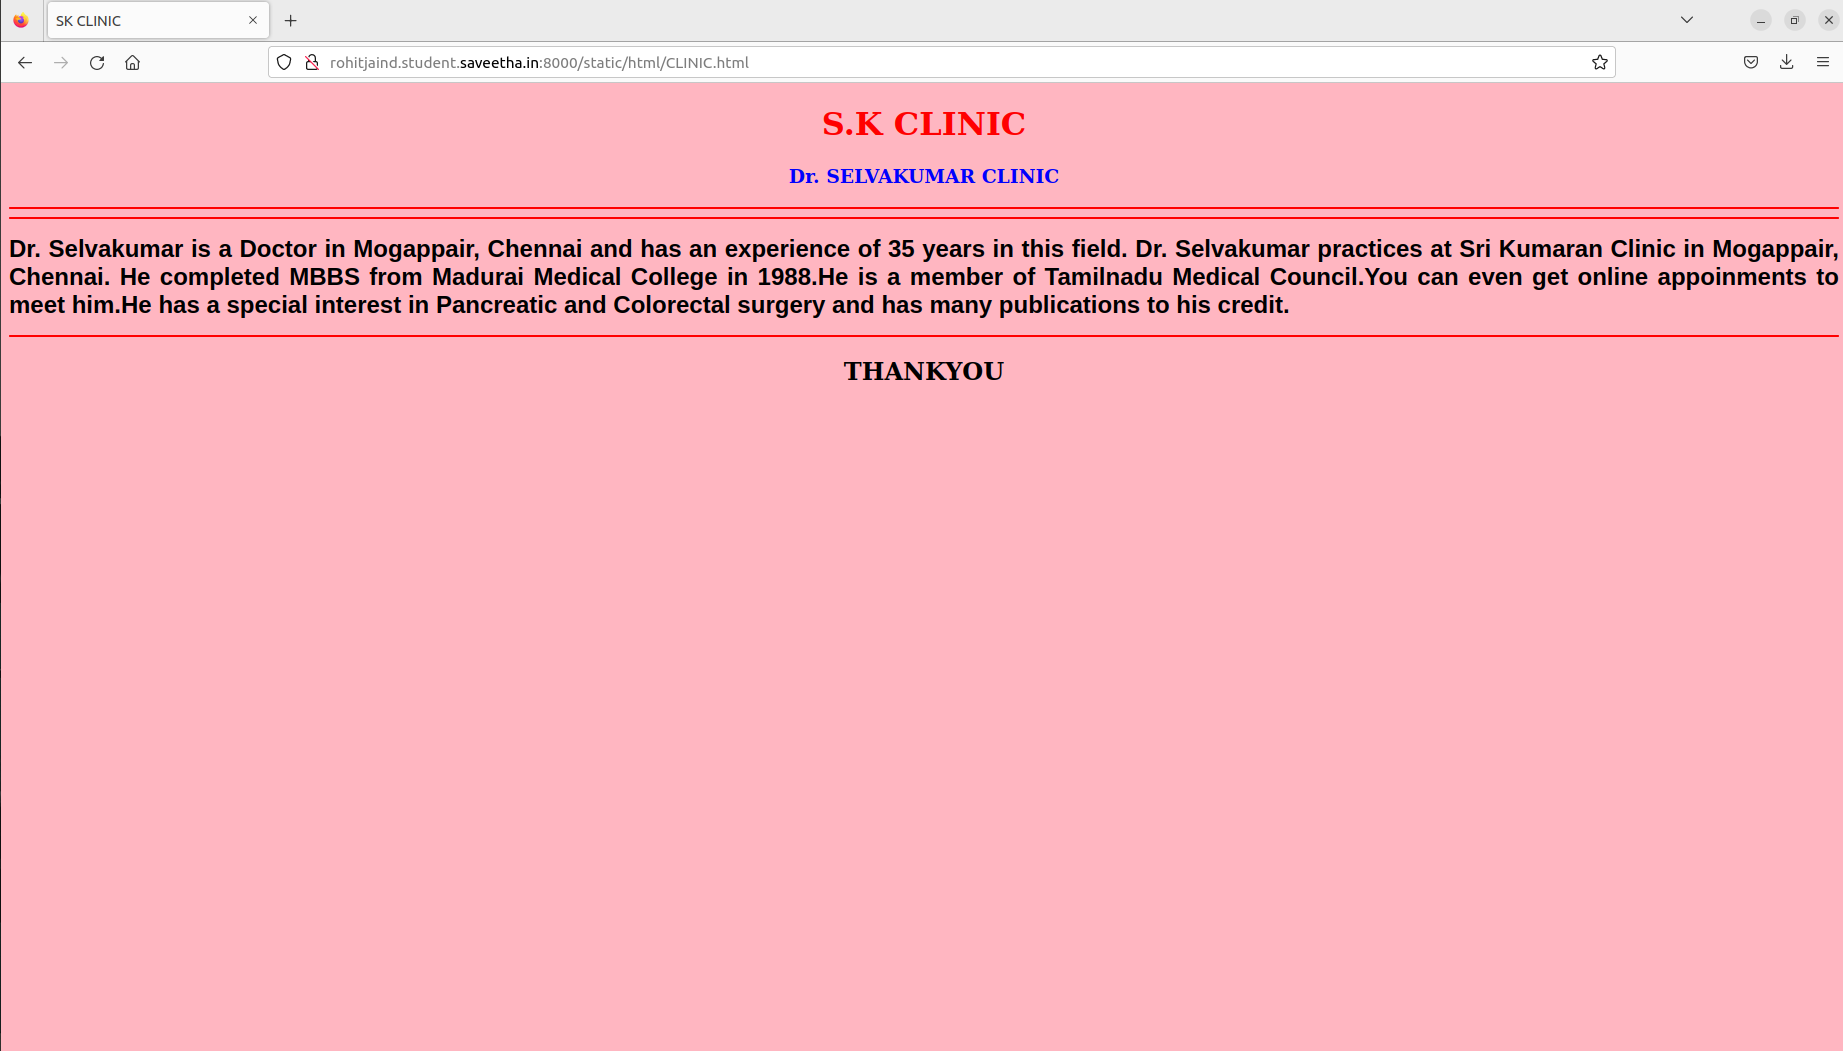 SK CLINIC
rohitjaind.student.saveetha.in:8000/static/html/CLINIC.html
S.K CLINIC
Dr. SELVAKUMAR CLINIC
Dr. Selvakumar is a Doctor in Mogappair, Chennai and has an experience of 35 years in this field. Dr. Selvakumar practices at Sri Kumaran Clinic in Mogappair,
Chennai. He completed MBBS from Madurai Medical College in 1988.He is a member of Tamilnadu Medical Council.You can even get online appoinments to
meet him.He has a special interest in Pancreatic and Colorectal surgery and has many publications to his credit.
THANKYOU